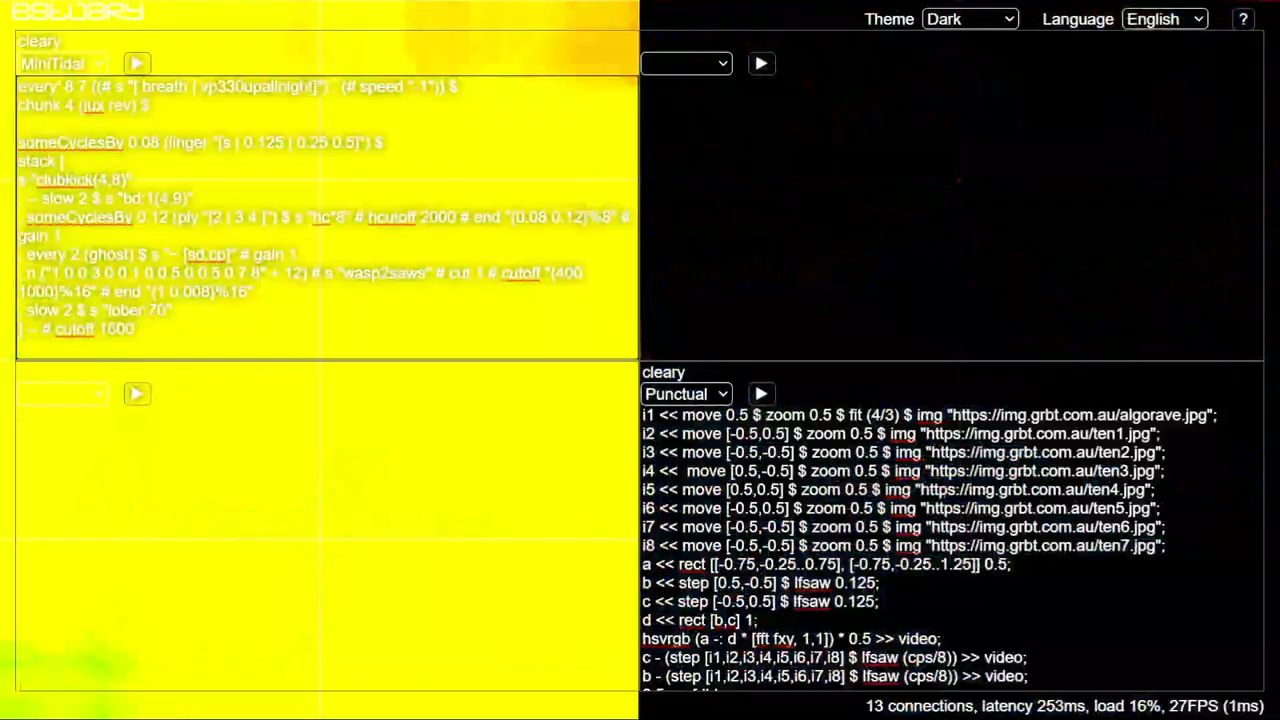 estuary
Theme Dark Language English ?
cleary
MiniTidal
every' 8 7 ((# s "[ breath | vp330upallnight]") . (# speed "-1")) $
chunk 4 (jux rev) $
someCyclesBy 0.08 (linger "[s | 0.125 | 0.25 0.5]") $
stack [
s "clubkick(4,8)"
slow 2 $ s "bd:1(4,9)"
someCyclesBy 0.12 (ply "[2 | 3 4 ]") $ s "hc*8" # hcutoff 2000 # end "{0.08 0.12}%8" #
gain 1
, every 2 (ghost) $ s "~ [sd,cp]" # gain 1
, n ("1 0 0 3 0 0 1 0 0 5 0 0 5 0 7 8" + 12) # s "wasp2saws" # cut 1 # cutoff "{400
1000}%16" # end "{1 0.008}%16"
, slow 2 $ s "lober:70"
] -- # cutoff 1600
cleary
Punctual
i1 << move 0.5 $ zoom 0.5 $ fit (4/3) $ img "https://img.grbt.com.au/algorave.jpg";
i2 << move [-0.5,0.5] $ zoom 0.5 $ img "https://img.grbt.com.au/ten1.jpg";
i3 << move [-0.5,-0.5] $ zoom 0.5 $ img "https://img.grbt.com.au/ten2.jpg";
i4 <<  move [0.5,-0.5] $ zoom 0.5 $ img "https://img.grbt.com.au/ten3.jpg";
i5 << move [0.5,0.5] $ zoom 0.5 $ img "https://img.grbt.com.au/ten4.jpg";
i6 << move [-0.5,-0.5] $ zoom 0.5 $ img "https://img.grbt.com.au/ten5.jpg";
i7 << move [-0.5,-0.5] $ zoom 0.5 $ img "https://img.grbt.com.au/ten6.jpg";
i8 << move [-0.5,-0.5] $ zoom 0.5 $ img "https://img.grbt.com.au/ten7.jpg";
a << rect [[-0.75,-0.25..0.75], [-0.75,-0.25..1.25]] 0.5;
b << step [0.5,-0.5] $ lfsaw 0.125;
c << step [-0.5,0.5] $ lfsaw 0.125;
d << rect [b,c] 1;
hsvrgb (a -: d * [fft fxy, 1,1]) * 0.5 >> video;
c - (step [i1,i2,i3,i4,i5,i6,i7,i8] $ lfsaw (cps/8)) >> video;
b - (step [i1,i2,i3,i4,i5,i6,i7,i8] $ lfsaw (cps/8)) >> video;
13 connections, latency 253ms, load 16%, 27FPS (1ms)